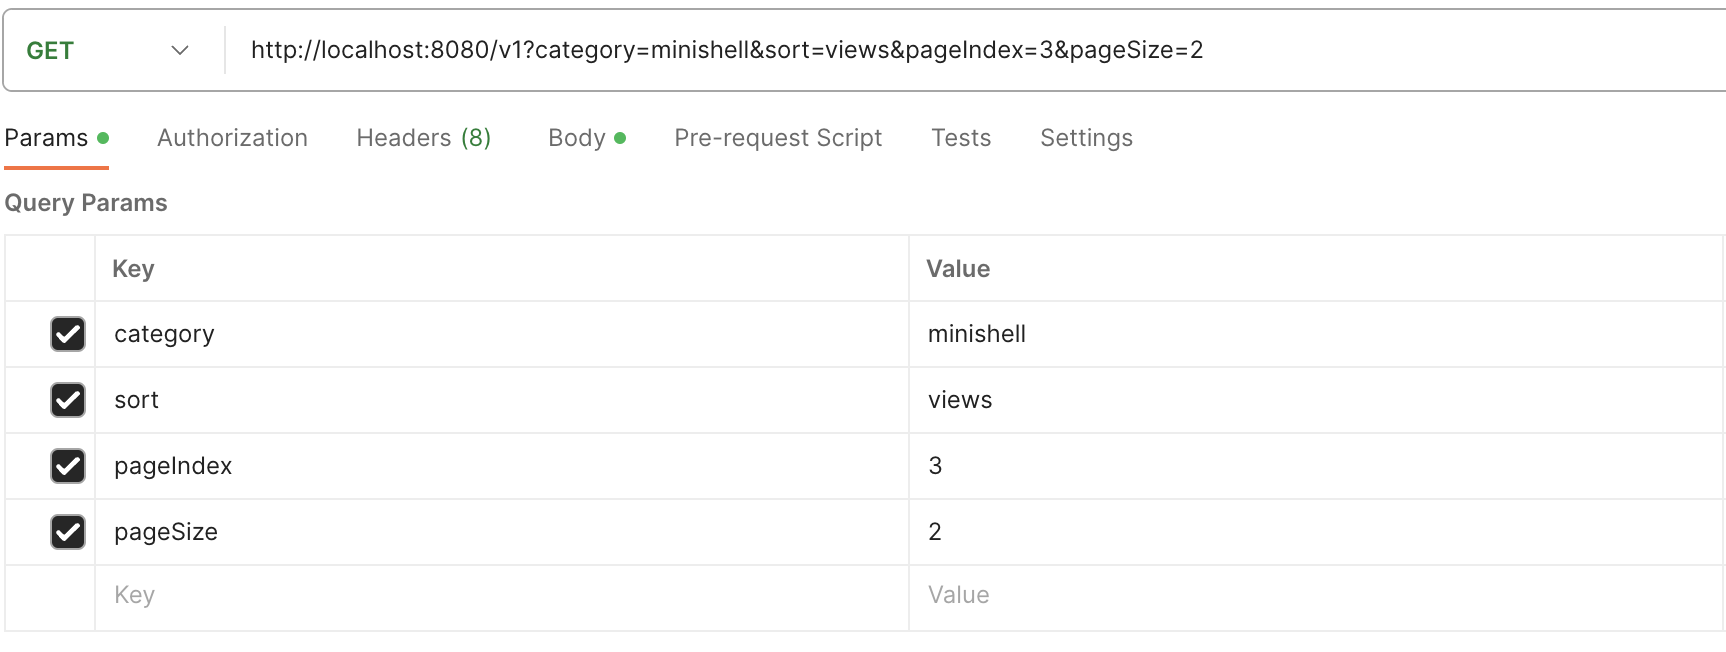 GET http://localhost:8080/v1?category=minishell&sort=views&pageIndex=3&pageSize=2
Params Authorization Headers (8) Body Pre-request Script Tests Settings
Query Params
Key Value
category minishell
sort views
pageIndex 3
pageSize 2
Key Value